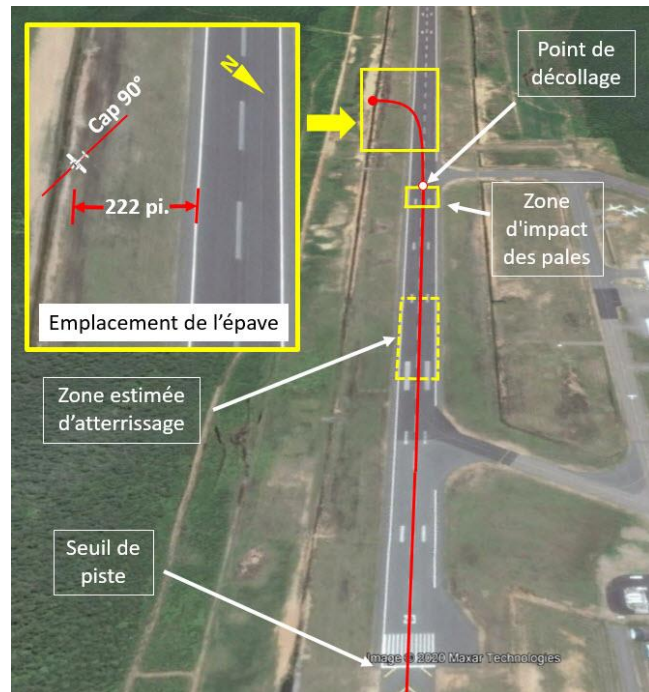 N
Cap 90°
222 pi.
Emplacement de l’épave
Point de
décollage
Zone
d'impact
des pales
Zone estimée
d’atterrissage
Seuil de
piste
Image © 2020 Maxar Technologies